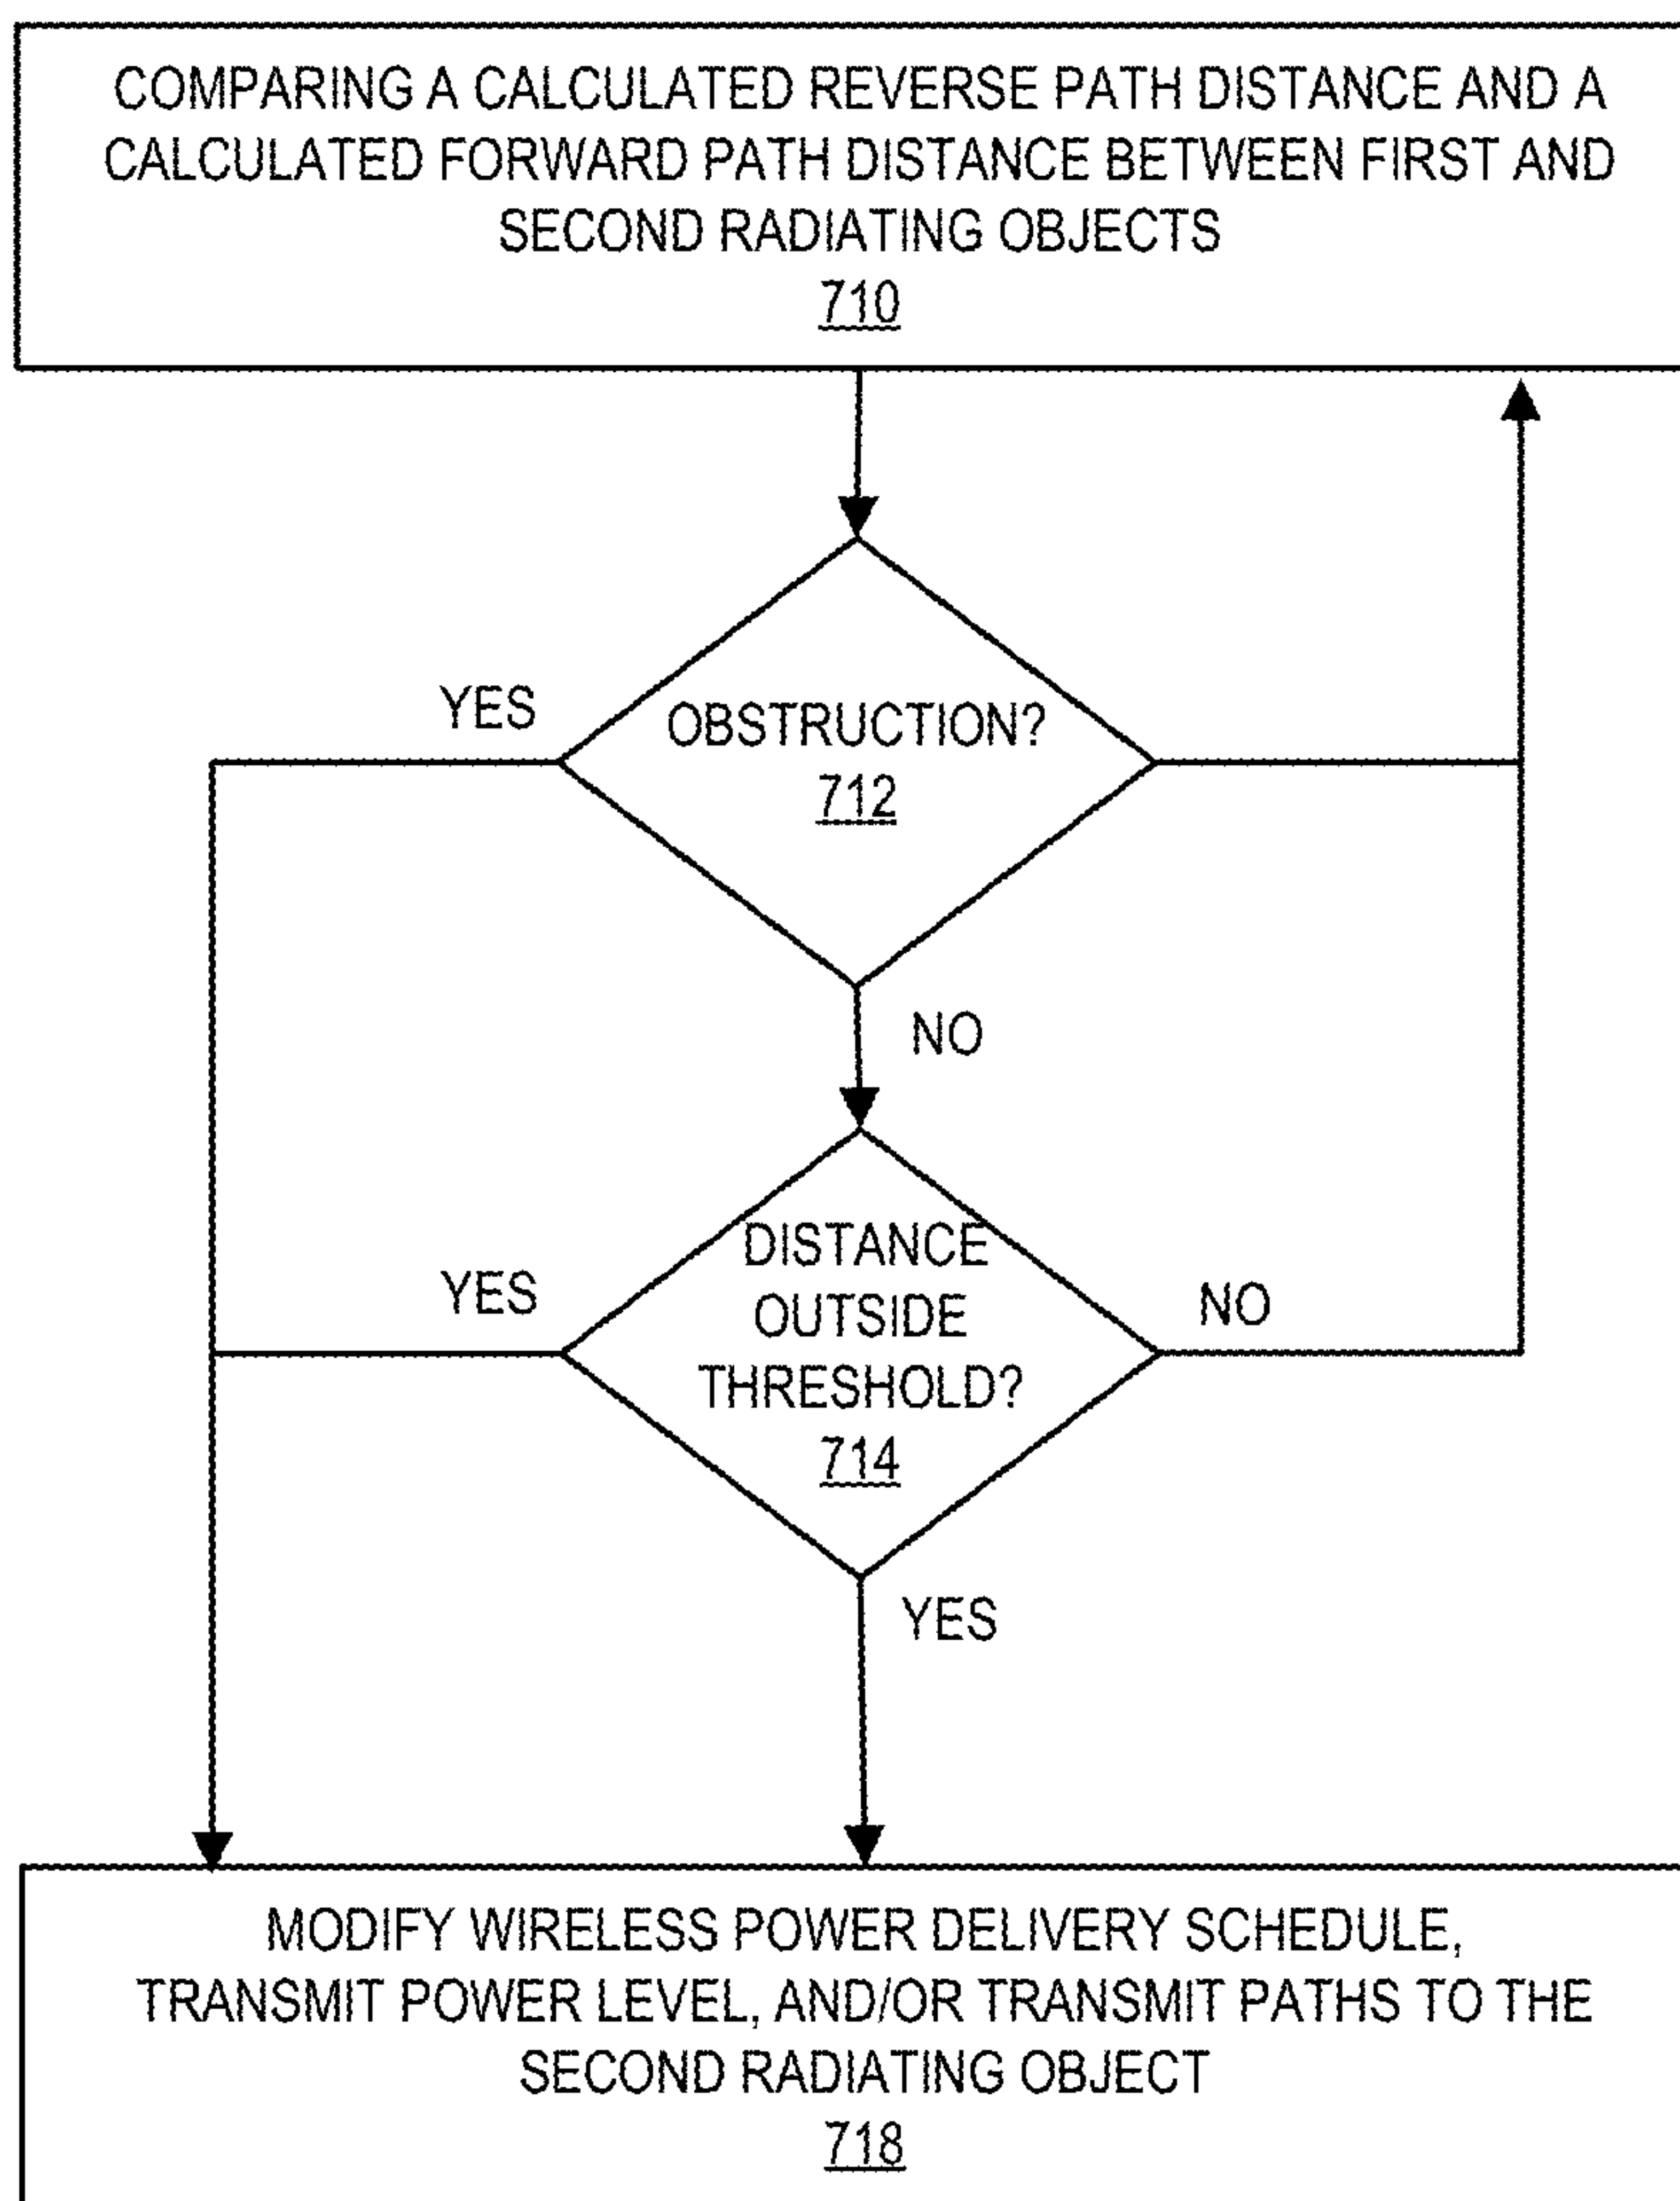 COMPARING A CALCULATED REVERSE PATH DISTANCE AND A
CALCULATED FORWARD PATH DISTANCE BETWEEN FIRST AND
SECOND RADIATING OBJECTS
710
YES
OBSTRUCTION?
712
NO
YES
DISTANCE
OUTSIDE
THRESHOLD?
714
NO
YES
MODIFY WIRELESS POWER DELIVERY SCHEDULE,
TRANSMIT POWER LEVEL, AND/OR TRANSMIT PATHS TO THE
SECOND RADIATING OBJECT
718